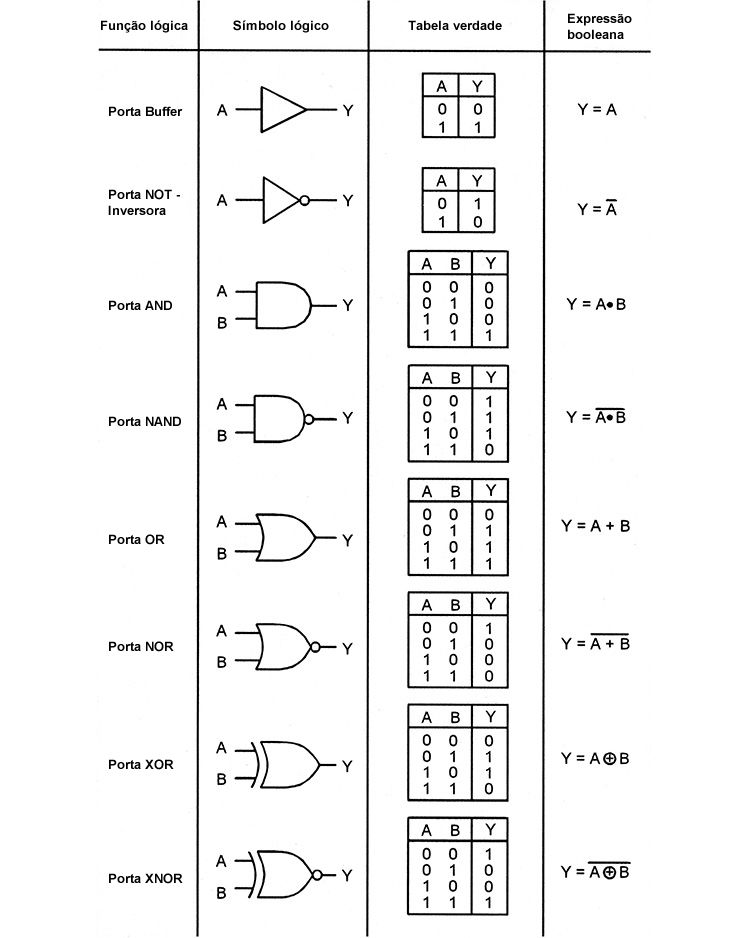 Função lógica Símbolo lógico Tabela verdade Expressão
booleana
A Y
Porta Buffer A Y 0 0 Y = A
1 1
A Y
Porta NOT -
Inversora A Y 0 1 Y = A̅
1 0
A B Y
A 0 0 0
Porta AND Y 0 1 0 Y = A•B
B 1 0 0
1 1 1
A B Y
A 0 0 1
Porta NAND Y 0 1 1 Y = A̅•̅B̅
B 1 0 1
1 1 0
A B Y
A 0 0 0 Y = A + B
Porta OR Y 0 1 1
B 1 0 1
1 1 1
A B Y
A 0 0 1
Porta NOR Y 0 1 0 Y = A̅ ̅+̅ ̅B̅
B 1 0 0
1 1 0
A B Y
A 0 0 0
Porta XOR Y 0 1 1 Y = A⊕B
B 1 0 1
1 1 0
A B Y
A 0 0 1
Porta XNOR Y 0 1 0 Y = A̅⊕̅B̅
B 1 0 0
1 1 1